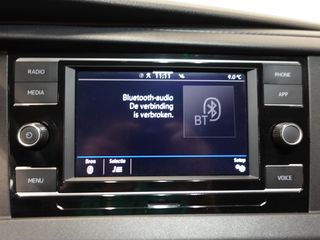 RADIO
MEDIA
MENU
11:11
9.0°C
Bluetooth-audio
De verbinding
is verbroken.
BT
Bron
Selectie
Setup
PHONE
APP
VOICE